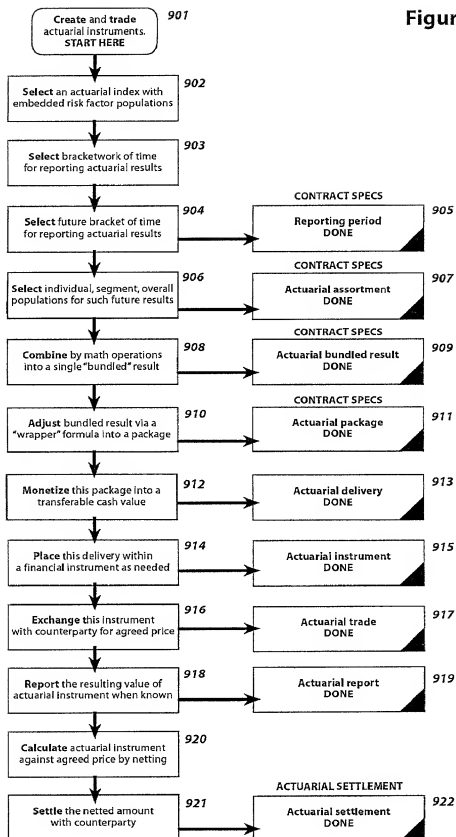 Create and trade
actuarial instruments.
START HERE
901
Figur
902
Select an actuarial index with
embedded risk factor populations
903
Select bracketwork of time
for reporting actuarial results
904
Select future bracket of time
for reporting actuarial results
CONTRACT SPECS
905
Reporting period
DONE
906
Select individual, segment, overall
populations for such future results
CONTRACT SPECS
907
Actuarial assortment
DONE
908
Combine by math operations
into a single "bundled" result
CONTRACT SPECS
909
Actuarial bundled result
DONE
910
Adjust bundled result via a
"wrapper" formula into a package
CONTRACT SPECS
911
Actuarial package
DONE
912
Monetize this package into a
transferable cash value
913
Actuarial delivery
DONE
914
Place this delivery within
a financial instrument as needed
915
Actuarial instrument
DONE
916
Exchange this instrument
with counterparty for agreed price
917
Actuarial trade
DONE
918
Report the resulting value of
actuarial instrument when known
919
Actuarial report
DONE
920
Calculate actuarial instrument
against agreed price by netting
921
Settle the netted amount
with counterparty
ACTUARIAL SETTLEMENT
922
Actuarial settlement
DONE